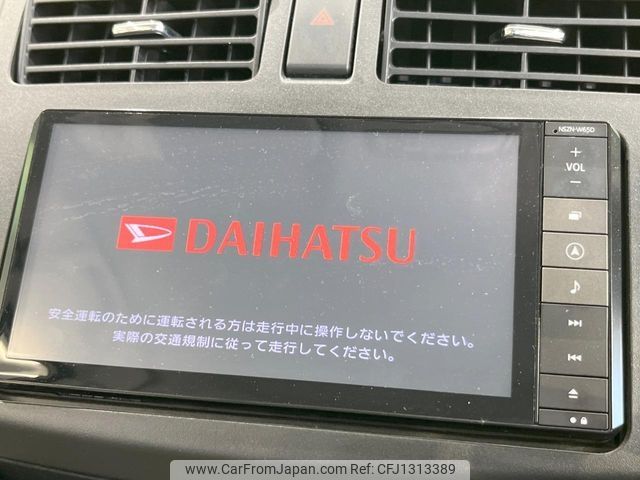 NSZN-W65D
+
VOL
−
DAIHATSU
安全運転のために運転される方は走行中に操作しないでください。
実際の交通規制に従って走行してください。
www.CarFromJapan.com - CFJ1313389